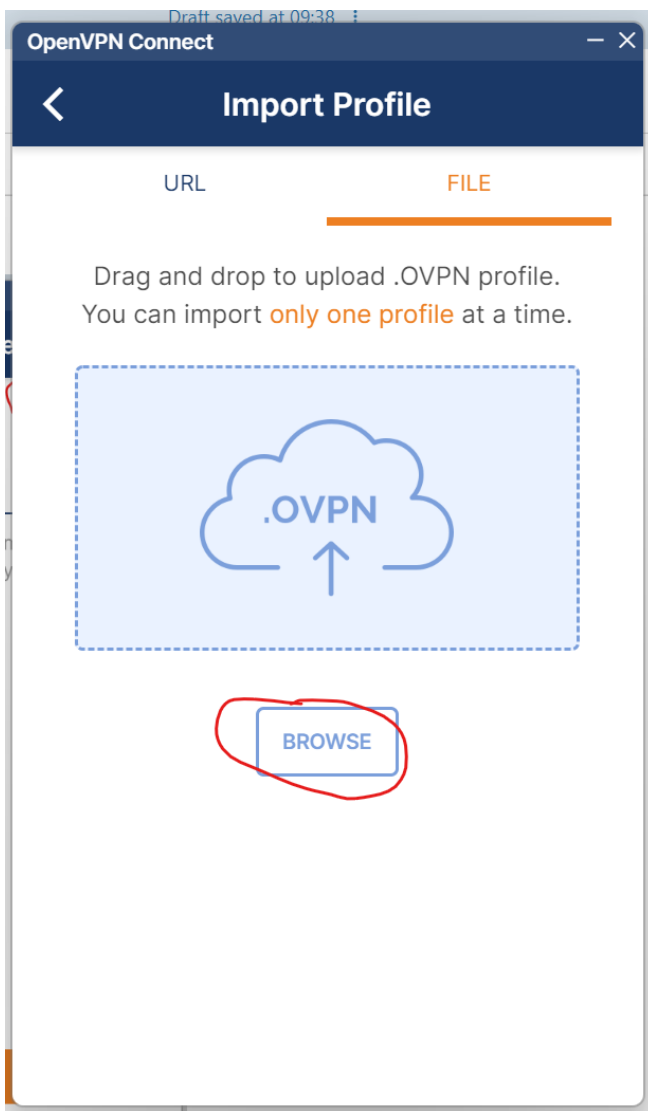 Draft saved at 09:38
OpenVPN Connect
Import Profile
URL
FILE
Drag and drop to upload .OVPN profile.
You can import only one profile at a time.
.OVPN
BROWSE